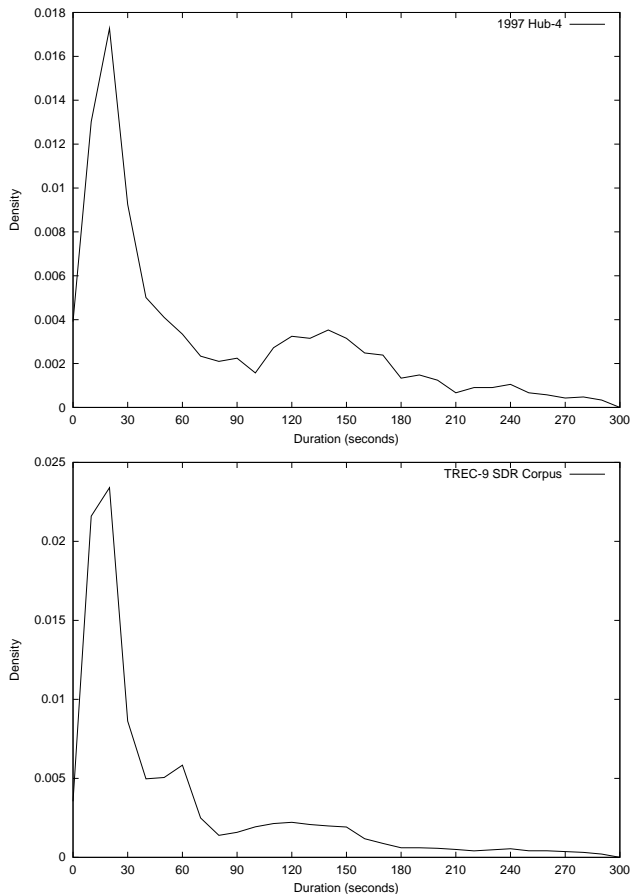 1997 Hub-4
0.018
0.016
0.014
0.012
0.01
0.008
0.006
0.004
0.002
0
Density
0 30 60 90 120 150 180 210 240 270 300
Duration (seconds)
TREC-9 SDR Corpus
0.025
0.02
0.015
0.01
0.005
0
Density
0 30 60 90 120 150 180 210 240 270 300
Duration (seconds)